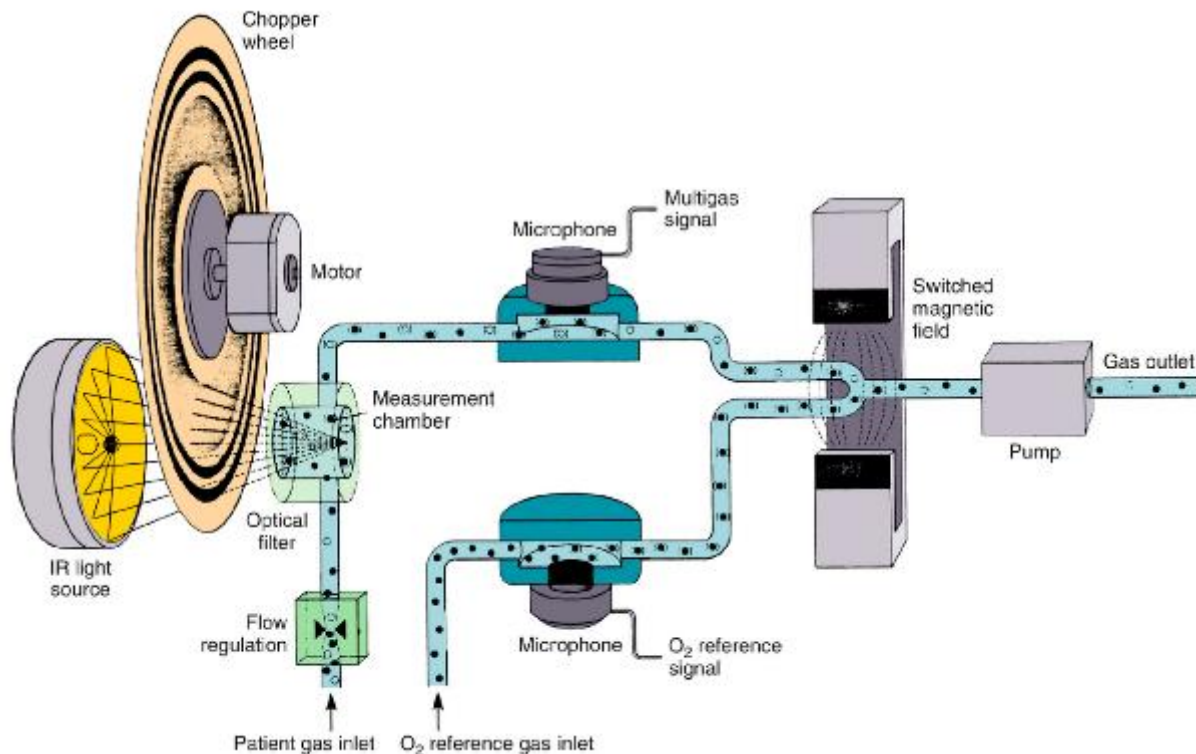 Chopper
wheel
Motor
IR light
source
Optical
filter
Measurement
chamber
Flow
regulation
Patient gas inlet
O₂ reference gas inlet
Microphone
Multigas
signal
Microphone
O₂ reference
signal
Switched
magnetic
field
Pump
Gas outlet